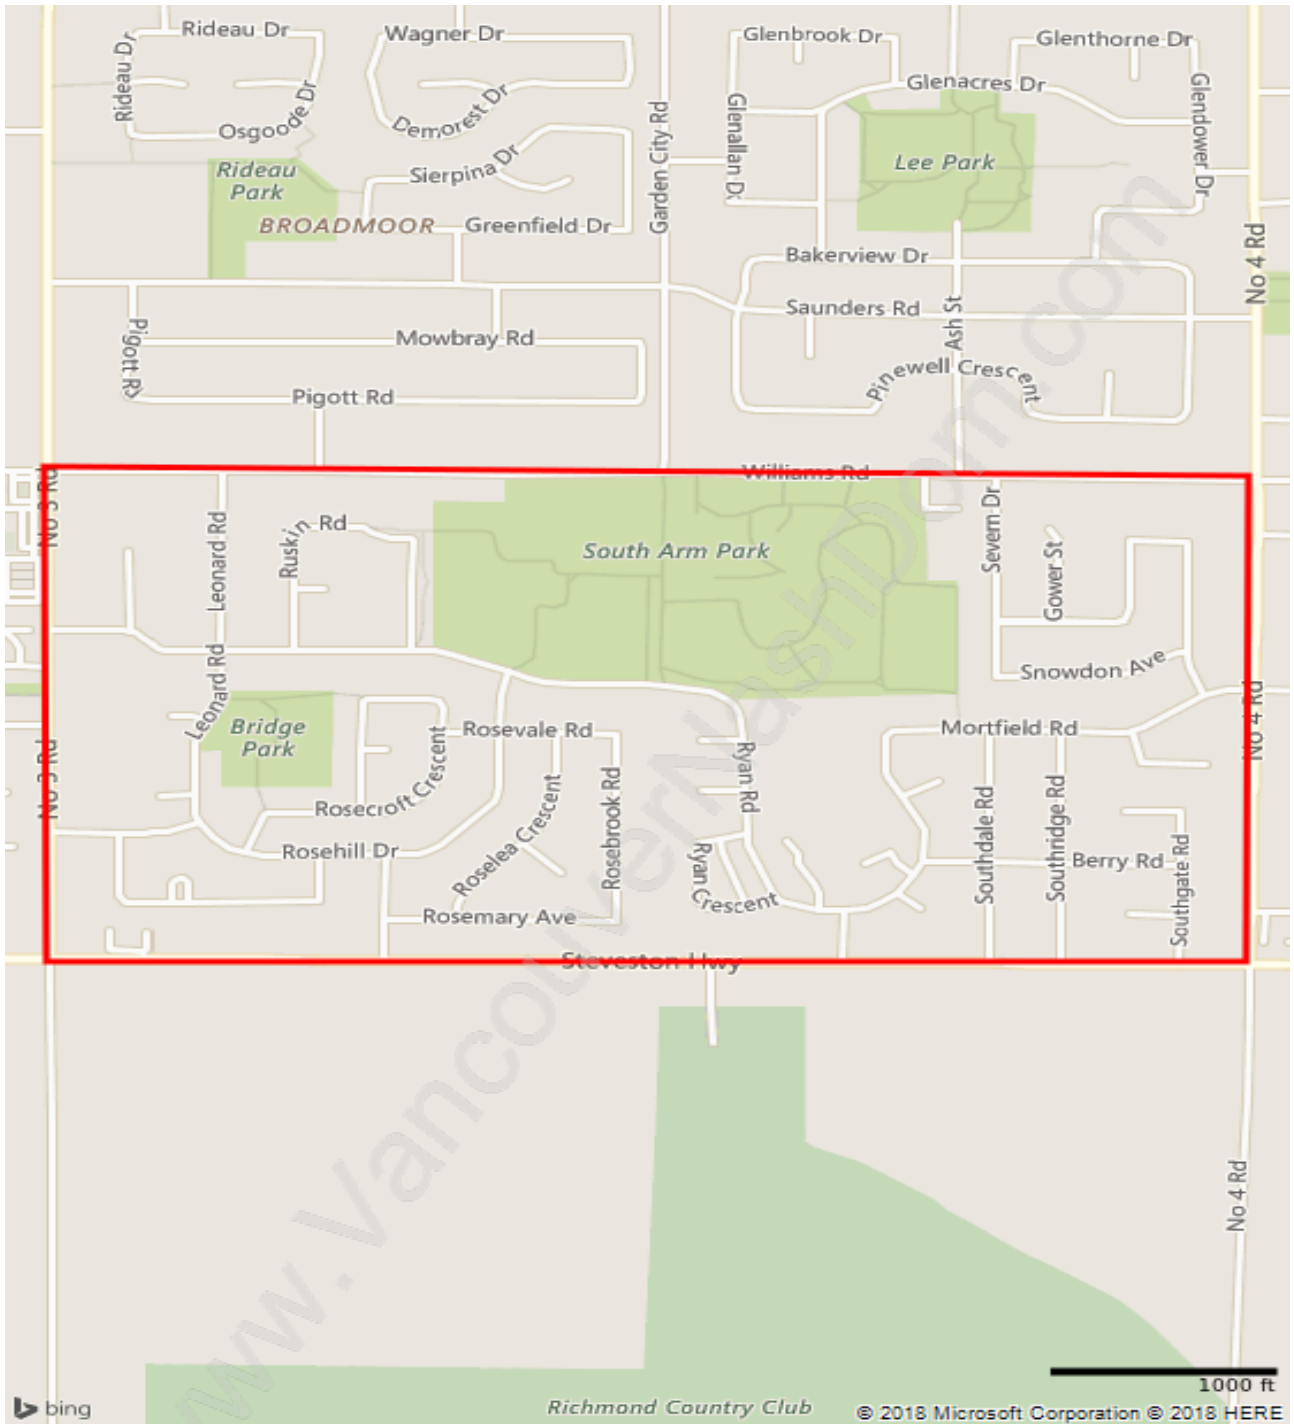 Rideau Dr
Wagner Dr
Glenbrook Dr
Glenthorne Dr
Rideau Dr
Glenacres Dr
Osgoode Dr
Demorest Dr
Garden City Rd
Glenallan Dr
Glendower Dr
Sierpina Dr
Rideau
Park
Lee Park
BROADMOOR
Greenfield Dr
Bakerview Dr
No 4 Rd
Saunders Rd
Ash St
Pigott Rd
Mowbray Rd
Pinewell Crescent
Pigott Rd
Williams Rd
No 3 Rd
Leonard Rd
Ruskin Rd
South Arm Park
Severn Dr
Gower St
Leonard Rd
Snowdon Ave
No 4 Rd
Bridge
Park
Rosevale Rd
Mortfield Rd
No 3 Rd
Rosecroft Crescent
Ryan Rd
Roselea Crescent
Rosebrook Rd
Southdale Rd
Southridge Rd
Rosehill Dr
Berry Rd
Southgate Rd
Ryan Crescent
Rosemary Ave
Steveston Hwy
www.VancouverNashDom.com
No 4 Rd
1000 ft
bing
Richmond Country Club
© 2018 Microsoft Corporation © 2018 HERE